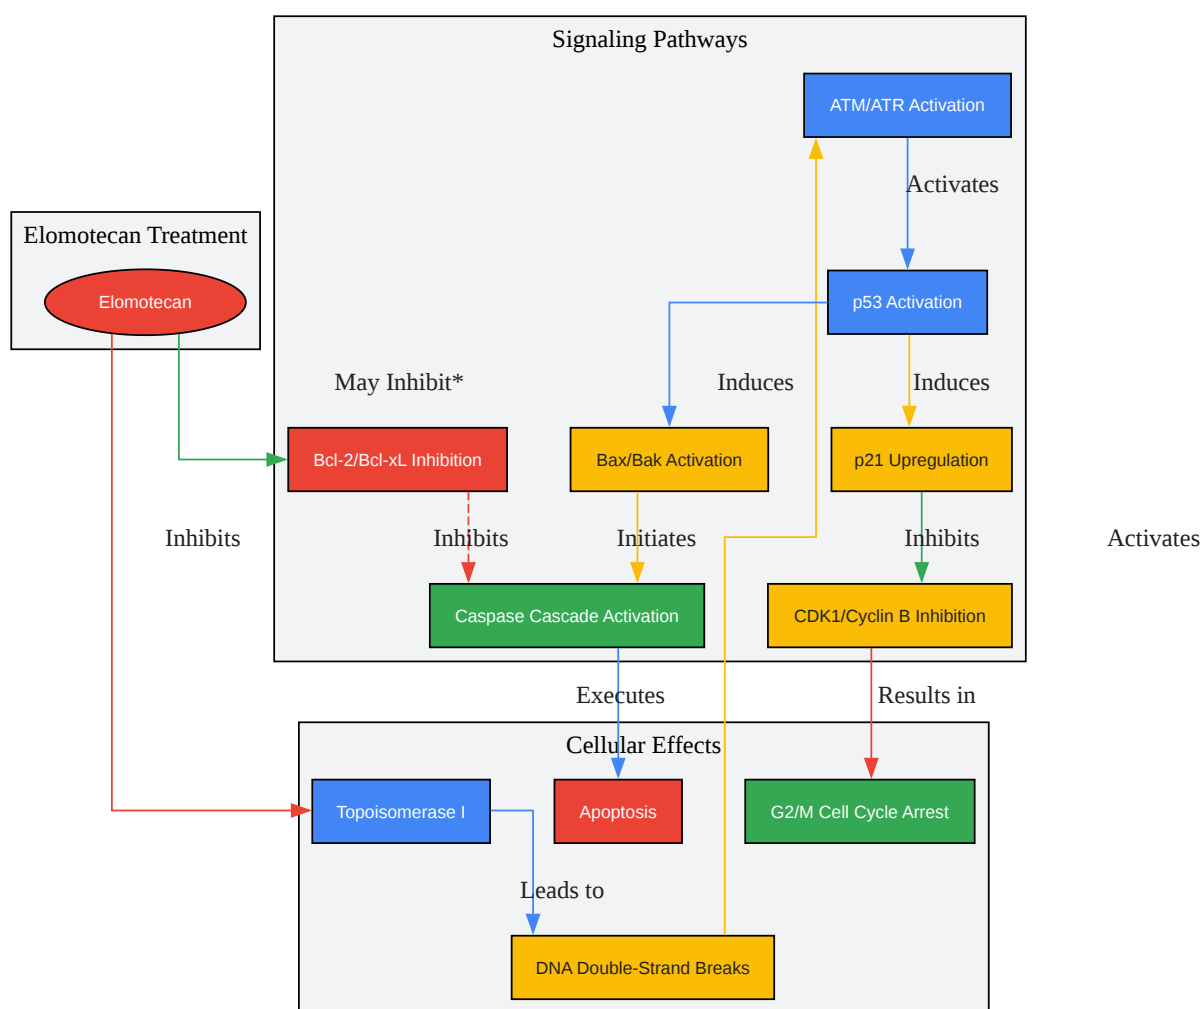 Signaling Pathways
ATM/ATR Activation
Activates
Elomotecan Treatment
Elomotecan
p53 Activation
May Inhibit*
Induces
Induces
Bcl-2/Bcl-xL Inhibition
Bax/Bak Activation
p21 Upregulation
Inhibits
Inhibits
Initiates
Inhibits
Activates
Caspase Cascade Activation
CDK1/Cyclin B Inhibition
Executes
Results in
Cellular Effects
Topoisomerase I
Apoptosis
G2/M Cell Cycle Arrest
Leads to
DNA Double-Strand Breaks